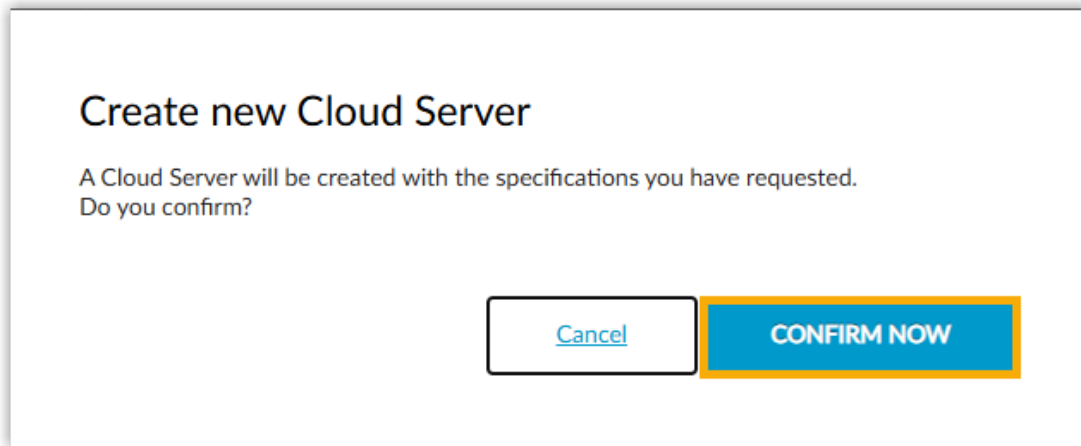 Create new Cloud Server
A Cloud Server will be created with the specifications you have requested.
Do you confirm?
Cancel
CONFIRM NOW